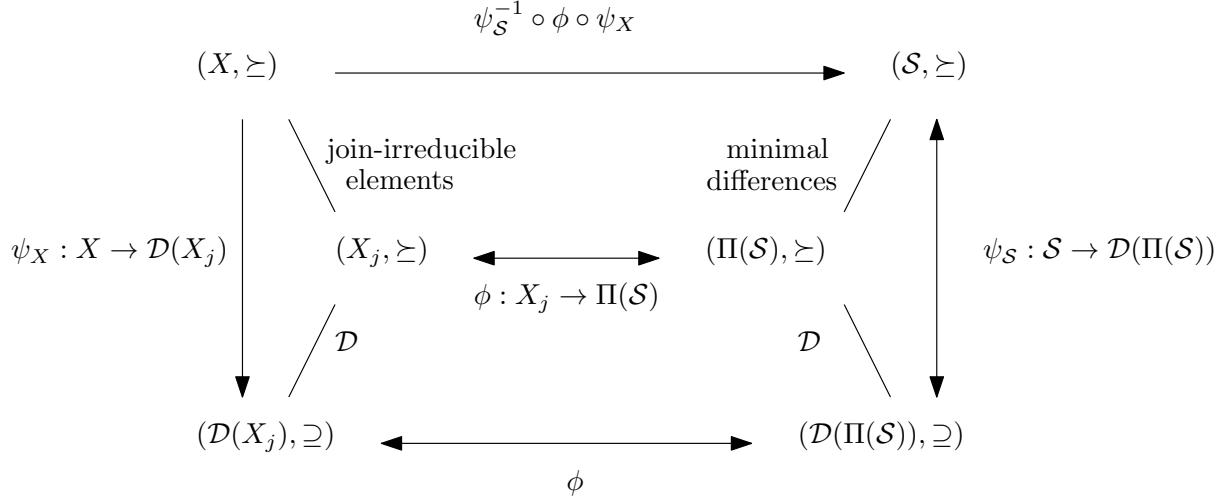 ψ_𝒮^{-1} ∘ ϕ ∘ ψ_X
(X, ⪰)
(𝒮, ⪰)
join-irreducible
elements
minimal
differences
ψ_X : X → 𝒟(X_j)
(X_j, ⪰)
(Π(𝒮), ⪰)
ψ_𝒮 : 𝒮 → 𝒟(Π(𝒮))
ϕ : X_j → Π(𝒮)
𝒟
𝒟
(𝒟(X_j), ⊇)
(𝒟(Π(𝒮)), ⊇)
ϕ